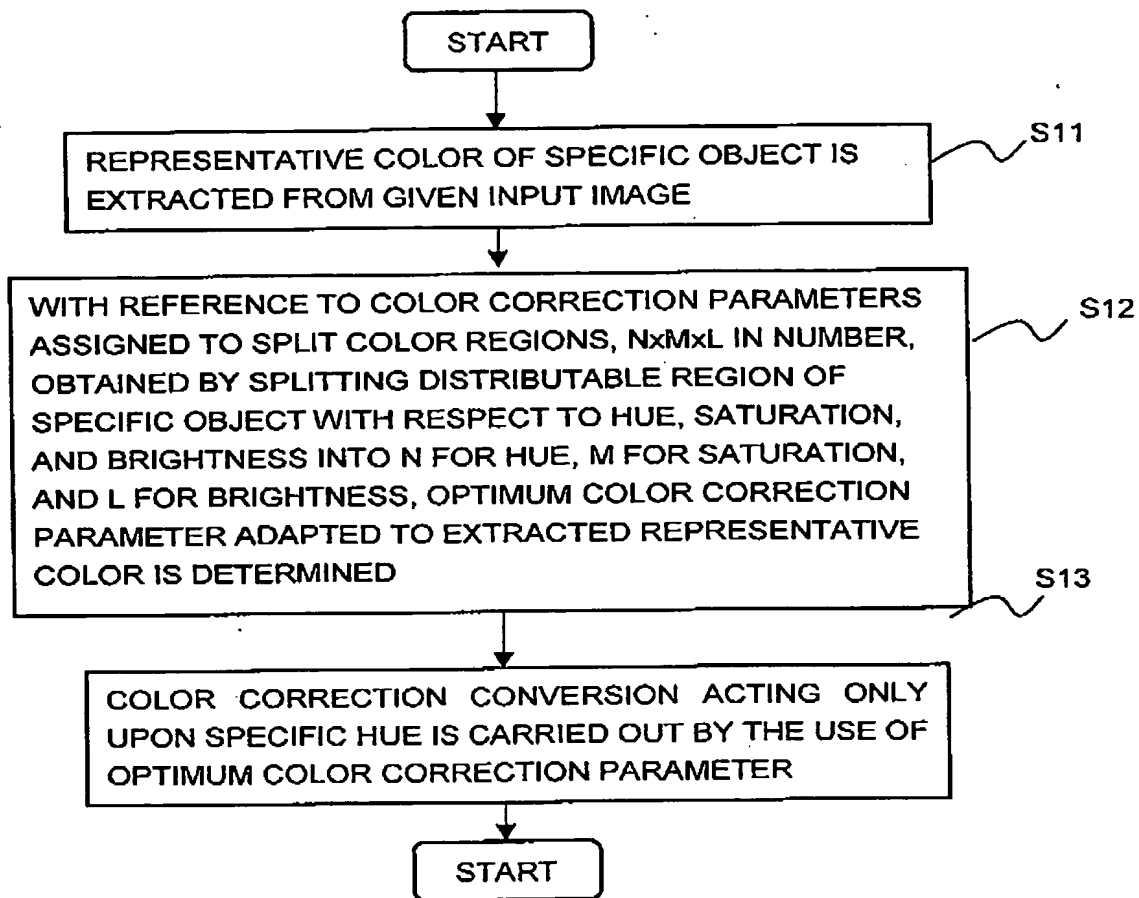 START
REPRESENTATIVE COLOR OF SPECIFIC OBJECT IS
EXTRACTED FROM GIVEN INPUT IMAGE
S11
WITH REFERENCE TO COLOR CORRECTION PARAMETERS
ASSIGNED TO SPLIT COLOR REGIONS, NxMxL IN NUMBER,
OBTAINED BY SPLITTING DISTRIBUTABLE REGION OF
SPECIFIC OBJECT WITH RESPECT TO HUE, SATURATION,
AND BRIGHTNESS INTO N FOR HUE, M FOR SATURATION,
AND L FOR BRIGHTNESS, OPTIMUM COLOR CORRECTION
PARAMETER ADAPTED TO EXTRACTED REPRESENTATIVE
COLOR IS DETERMINED
S12
S13
COLOR CORRECTION CONVERSION ACTING ONLY
UPON SPECIFIC HUE IS CARRIED OUT BY THE USE OF
OPTIMUM COLOR CORRECTION PARAMETER
START